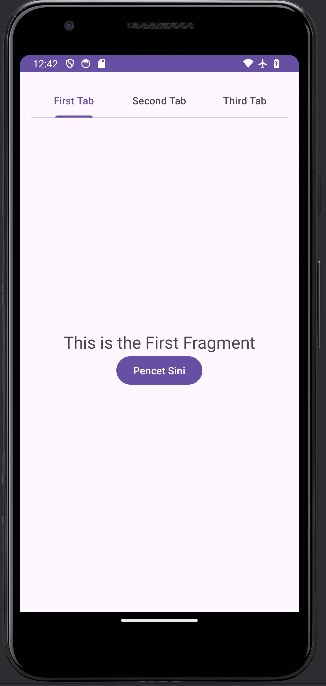 12:42
First Tab Second Tab Third Tab
This is the First Fragment
Pencet Sini